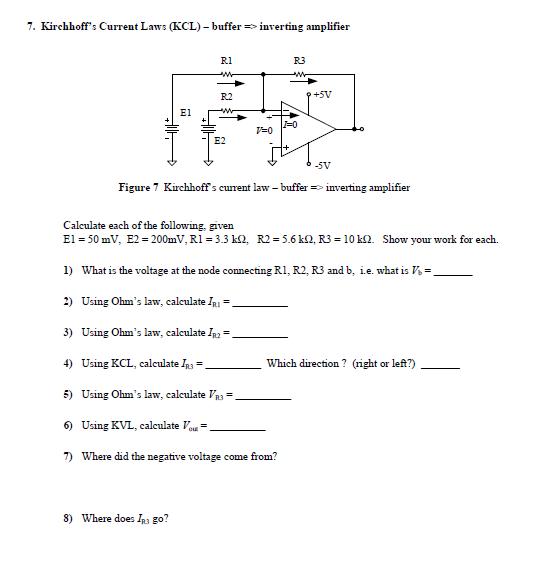 7. Kirchhoff's Current Laws (KCL) – buffer => inverting amplifier
R1
R3
R2
+5V
E1
+
+
+
-
I=0
V=0
-
-
E2
-
+
-5V
Figure 7 Kirchhoff's current law – buffer => inverting amplifier
Calculate each of the following, given
E1 = 50 mV, E2 = 200mV, R1 = 3.3 kΩ, R2 = 5.6 kΩ, R3 = 10 kΩ. Show your work for each.
1) What is the voltage at the node connecting R1, R2, R3 and b, i.e. what is Vb = ______
2) Using Ohm's law, calculate IR1 = ______
3) Using Ohm's law, calculate IR2 = ______
4) Using KCL, calculate IR3 = ______ Which direction ? (right or left?) ______
5) Using Ohm's law, calculate VR3 = ______
6) Using KVL, calculate Vout = ______
7) Where did the negative voltage come from?
8) Where does IR3 go?